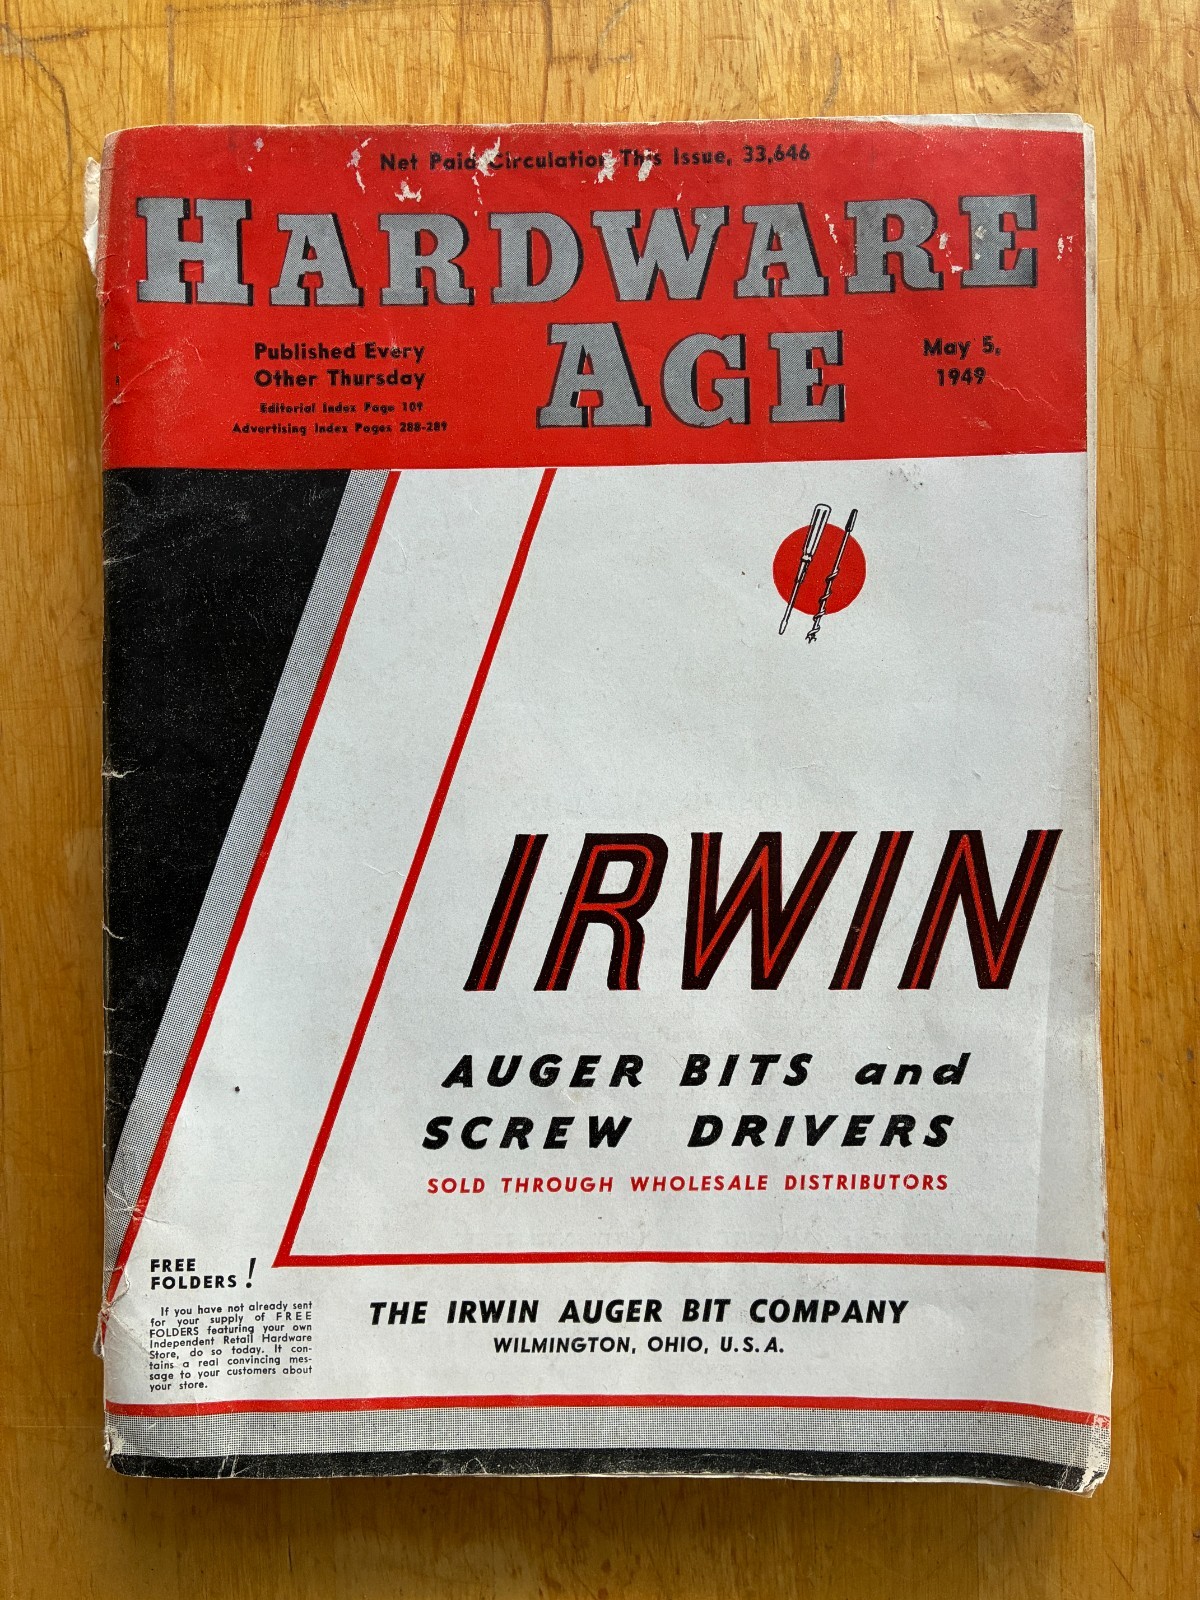 Net Paid Circulation This Issue, 33,646
HARDWARE
AGE
Published Every
Other Thursday
Editorial Index Page 109
Advertising Index Pages 288-289
May 5,
1949
IRWIN
AUGER BITS and
SCREW DRIVERS
SOLD THROUGH WHOLESALE DISTRIBUTORS
FREE
FOLDERS!
If you have not already sent
for your supply of FREE
FOLDERS featuring your own
Independent Retail Hardware
Store, do so today. It con-
tains a real convincing mes-
sage to your customers about
your store.
THE IRWIN AUGER BIT COMPANY
WILMINGTON, OHIO, U.S.A.